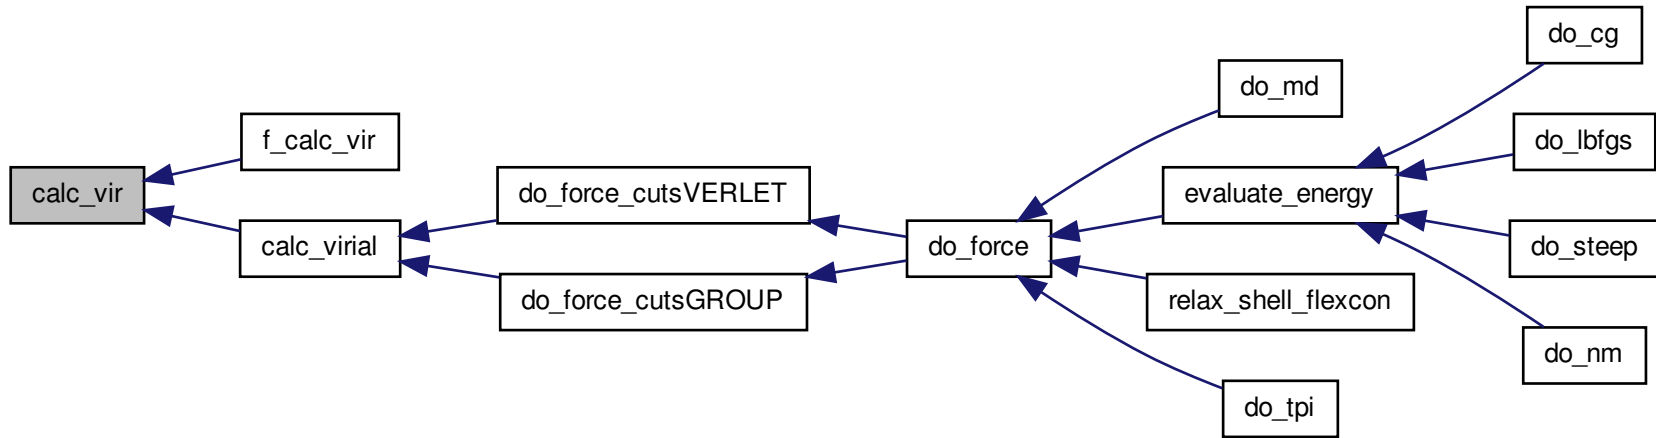 calc_vir
f_calc_vir
calc_virial
do_force_cutsVERLET
do_force_cutsGROUP
do_force
do_md
evaluate_energy
relax_shell_flexcon
do_tpi
do_cg
do_lbfgs
do_steep
do_nm